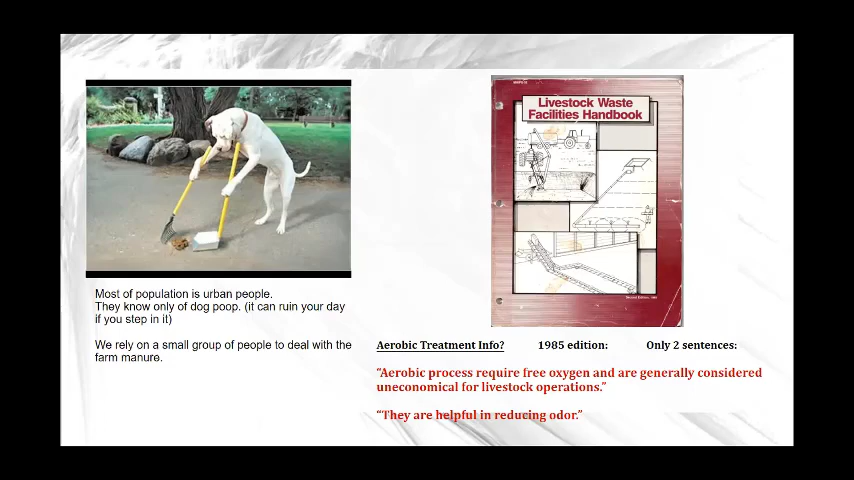 Most of population is urban people.
They know only of dog poop. (it can ruin your day
if you step in it)
We rely on a small group of people to deal with the
farm manure.
Livestock Waste
Facilities Handbook
Aerobic Treatment Info? 1985 edition: Only 2 sentences:
“Aerobic process require free oxygen and are generally considered
uneconomical for livestock operations.”
“They are helpful in reducing odor.”